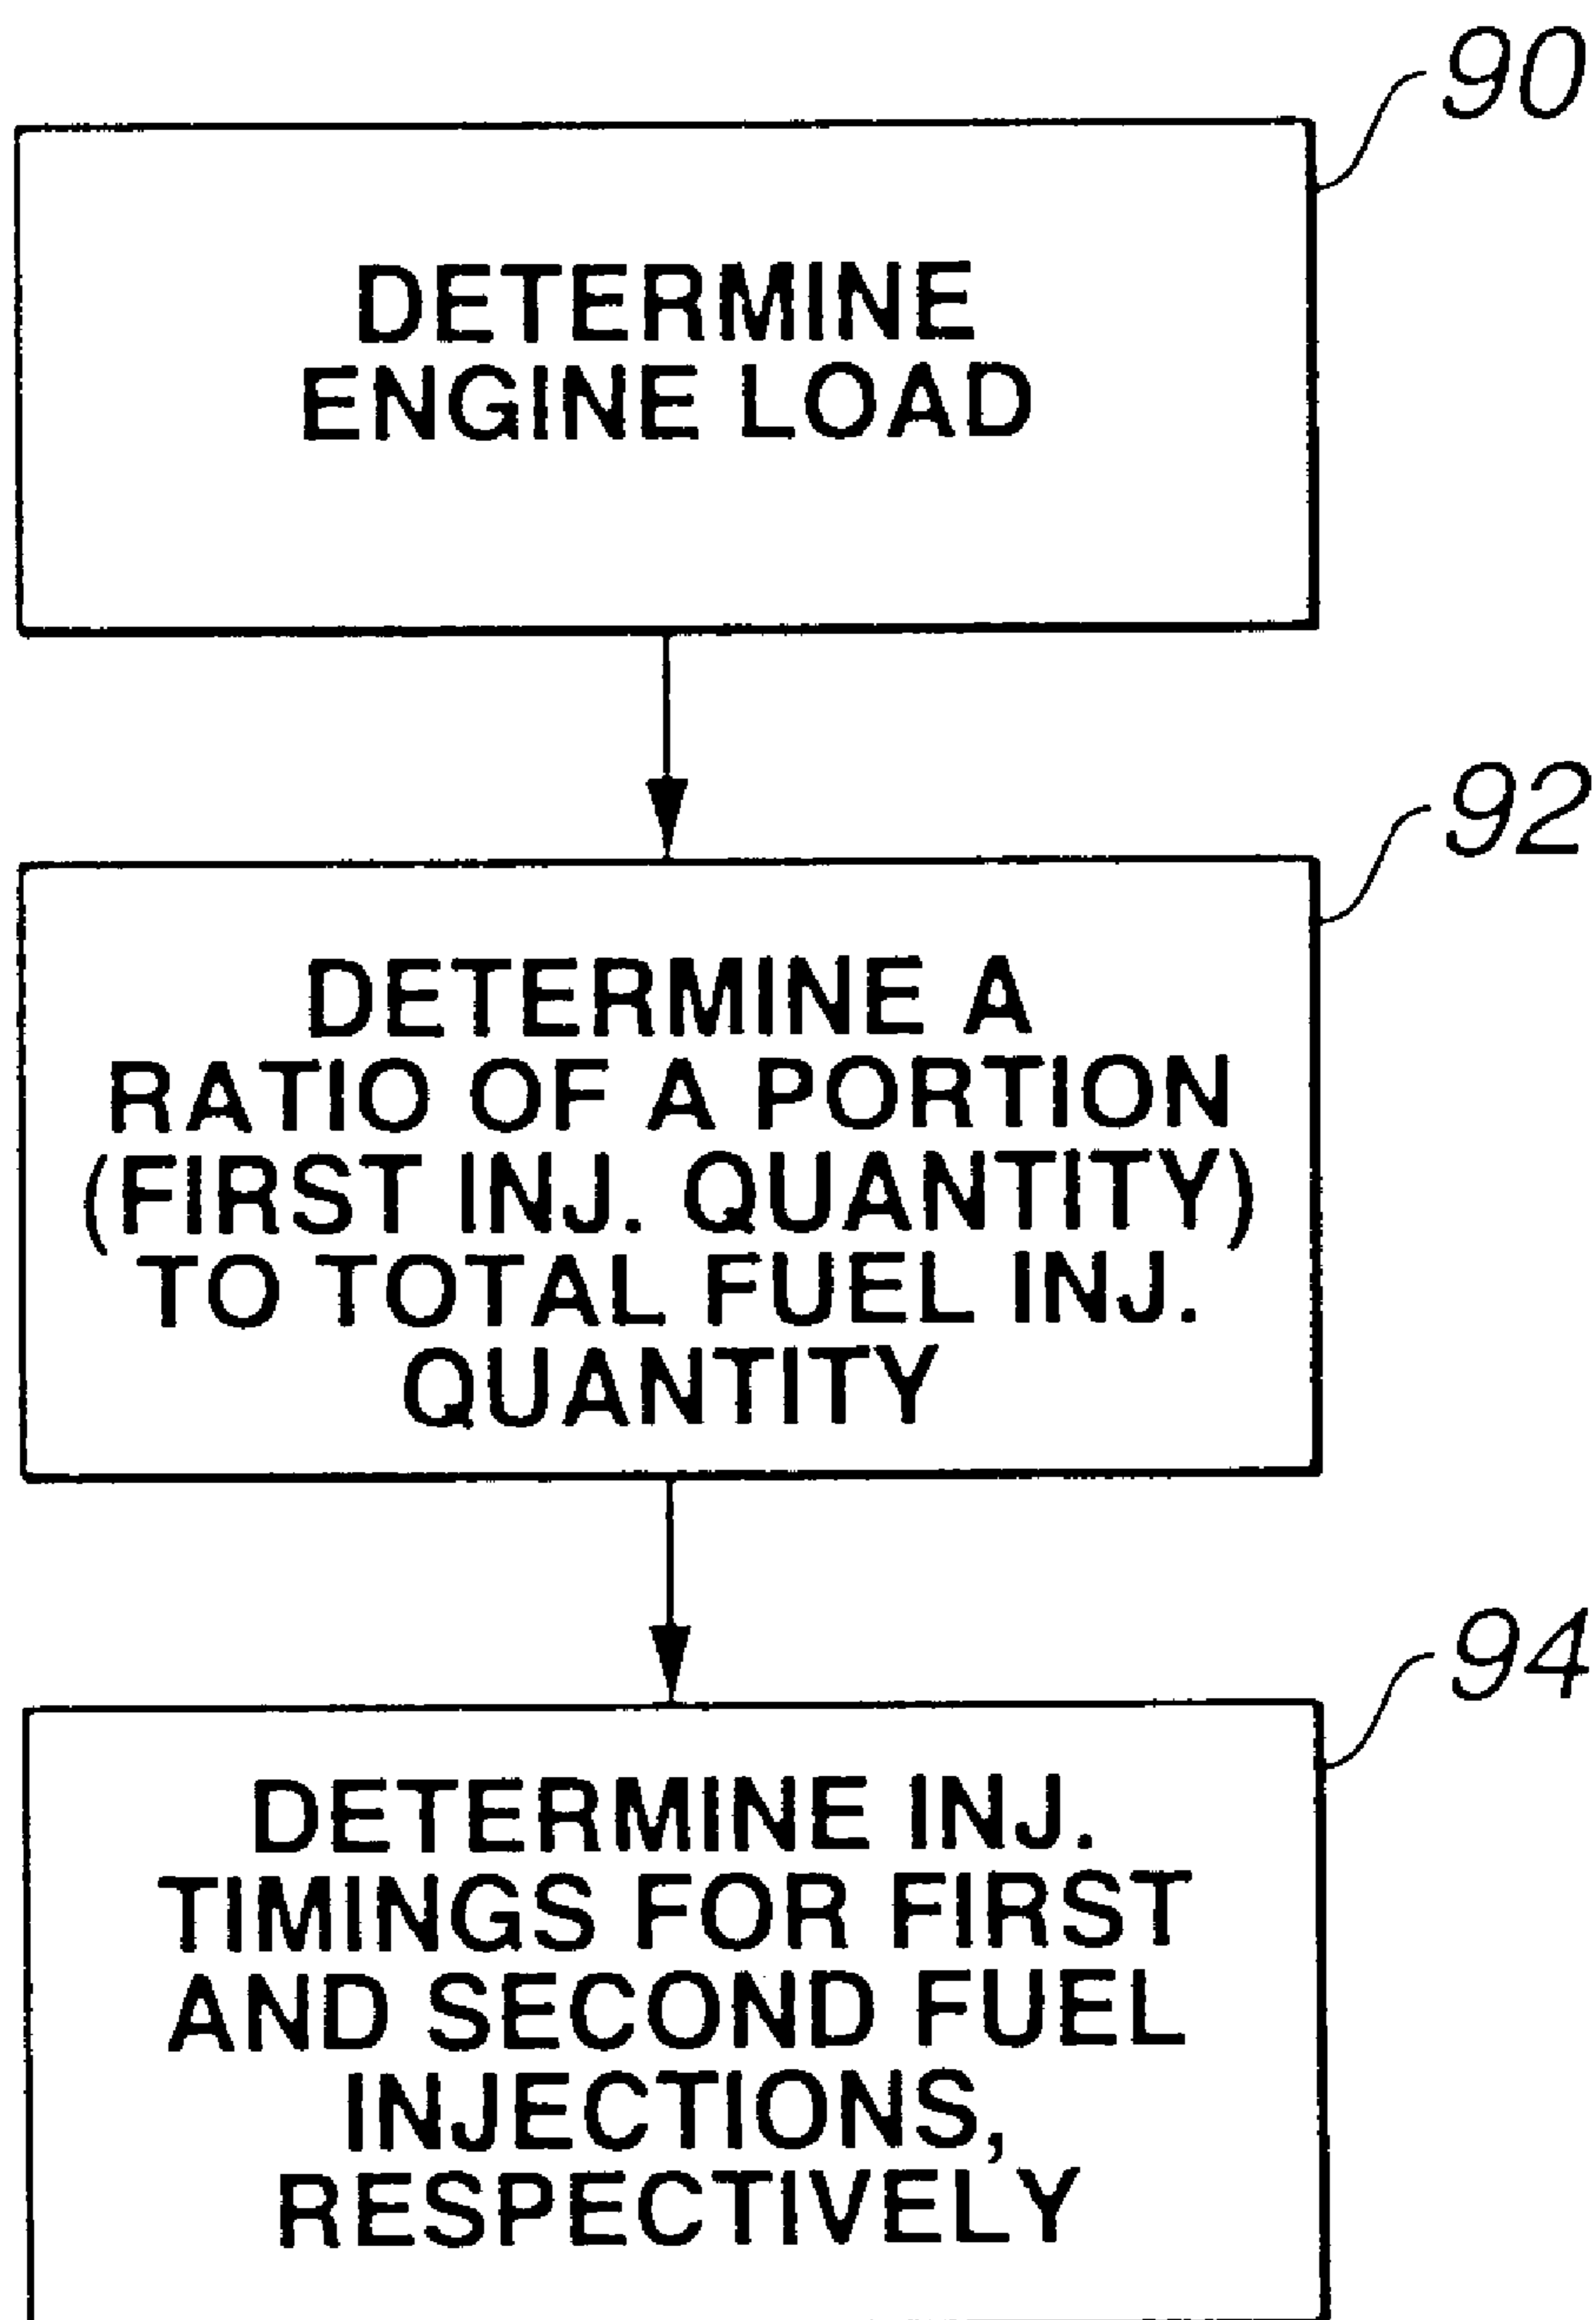 90
DETERMINE
ENGINE LOAD
92
DETERMINE A
RATIO OF A PORTION
(FIRST INJ. QUANTITY)
TO TOTAL FUEL INJ.
QUANTITY
94
DETERMINE INJ.
TIMINGS FOR FIRST
AND SECOND FUEL
INJECTIONS,
RESPECTIVELY